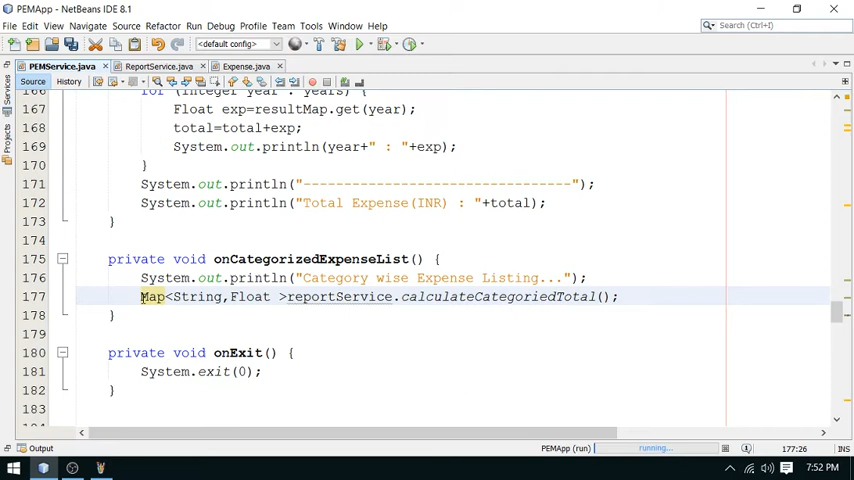 PEMApp - NetBeans IDE 8.1
File Edit View Navigate Source Refactor Run Debug Profile Team Tools Window Help
Search (Ctrl+I)
<default config>
PEMService.java ReportService.java Expense.java
Source History
Services
Projects
166 for (Integer year : years) {
167 Float exp=resultMap.get(year);
168 total=total+exp;
169 System.out.println(year+" : "+exp);
170 }
171 System.out.println("---------------------------------");
172 System.out.println("Total Expense(INR) : "+total);
173 }
174
175 private void onCategorizedExpenseList() {
176 System.out.println("Category wise Expense Listing...");
177 Map<String,Float >reportService.calculateCategoriedTotal();
178 }
179
180 private void onExit() {
181 System.exit(0);
182 }
183
Output
PEMApp (run) running... 177:26 INS
7:52 PM